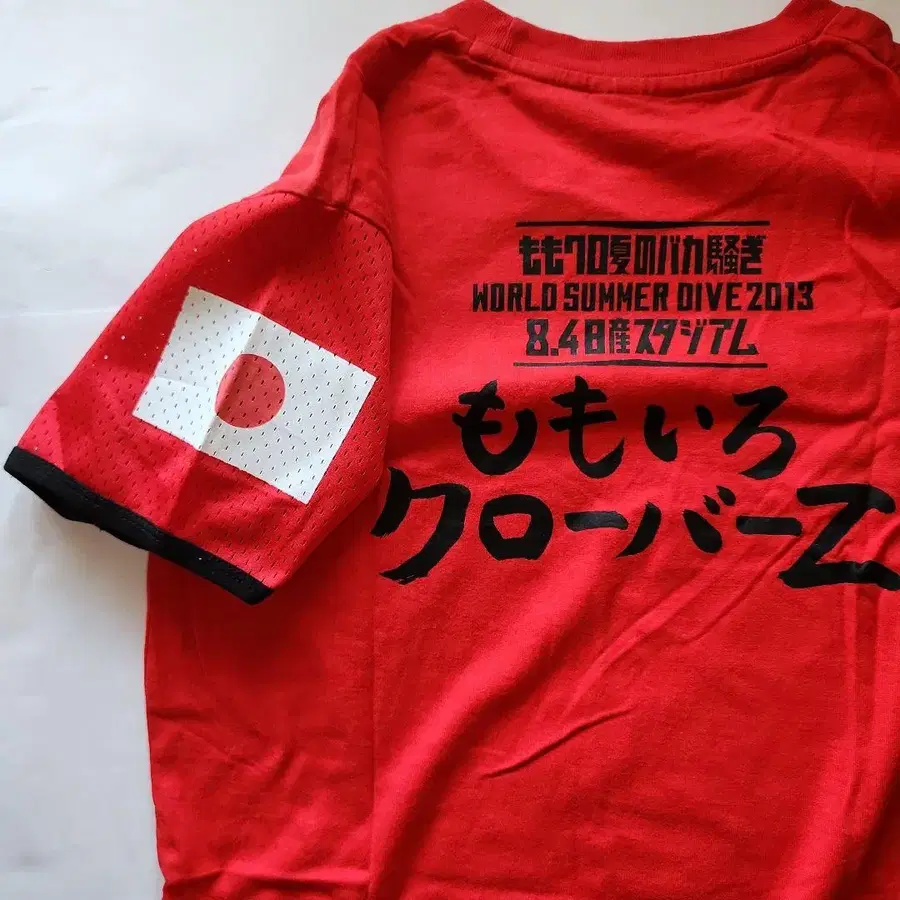 ももクロ夏のバカ騒ぎ
WORLD SUMMER DIVE 2013
8.4日産スタジアム
ももいろ
クローバーZ